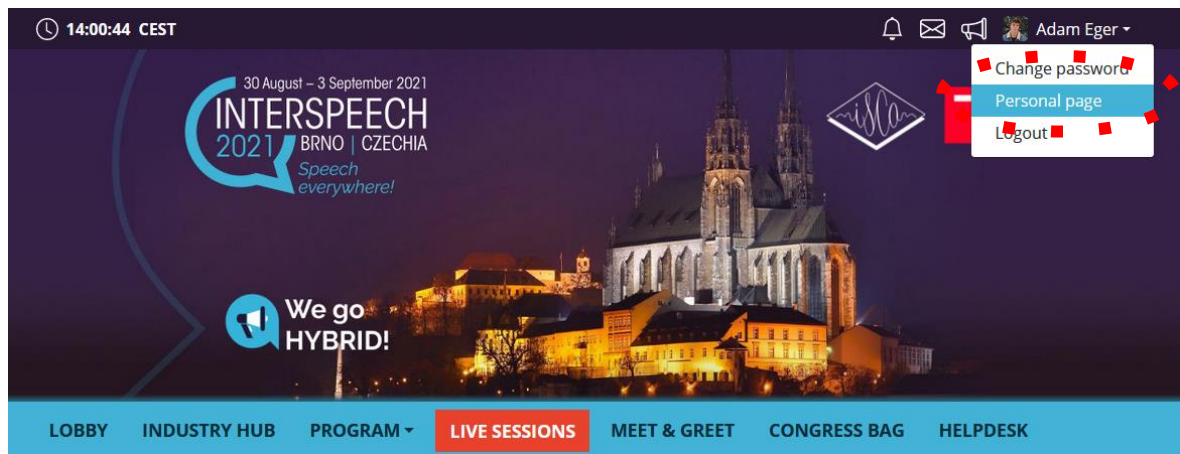 14:00:44 CEST
Adam Eger
Change password
Personal page
Logout
30 August – 3 September 2021
INTERSPEECH
2021 BRNO | CZECHIA
Speech
everywhere!
isca
We go
HYBRID!
LOBBY INDUSTRY HUB PROGRAM LIVE SESSIONS MEET & GREET CONGRESS BAG HELPDESK